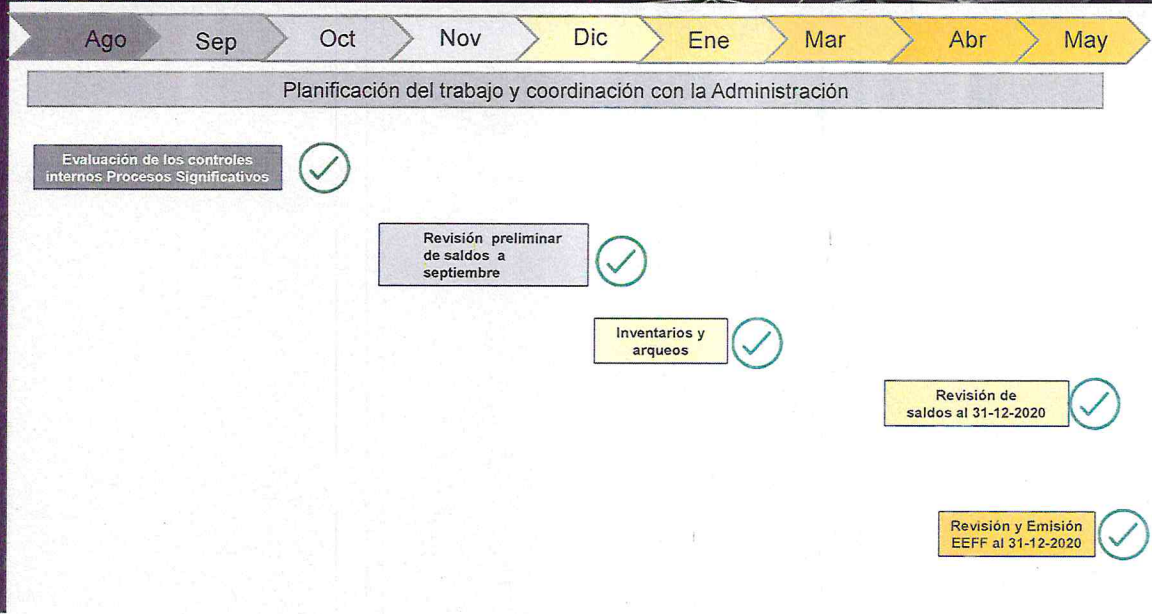 Ago Sep Oct Nov Dic Ene Mar Abr May
Planificación del trabajo y coordinación con la Administración
Evaluación de los controles
internos Procesos Significativos
Revisión preliminar
de saldos a
septiembre
Inventarios y
arqueos
Revisión de
saldos al 31-12-2020
Revisión y Emisión
EEFF al 31-12-2020